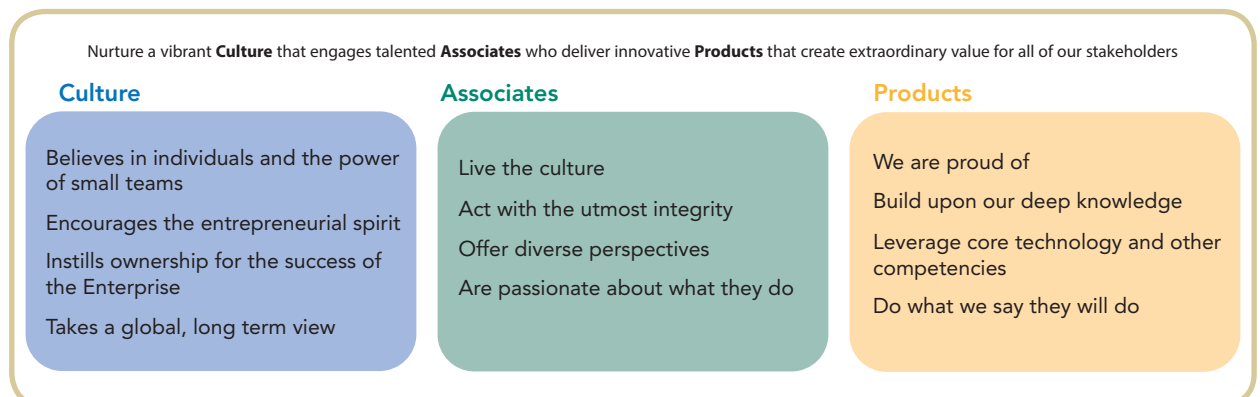 Nurture a vibrant Culture that engages talented Associates who deliver innovative Products that create extraordinary value for all of our stakeholders
Culture
Believes in individuals and the power
of small teams
Encourages the entrepreneurial spirit
Instills ownership for the success of
the Enterprise
Takes a global, long term view
Associates
Live the culture
Act with the utmost integrity
Offer diverse perspectives
Are passionate about what they do
Products
We are proud of
Build upon our deep knowledge
Leverage core technology and other
competencies
Do what we say they will do